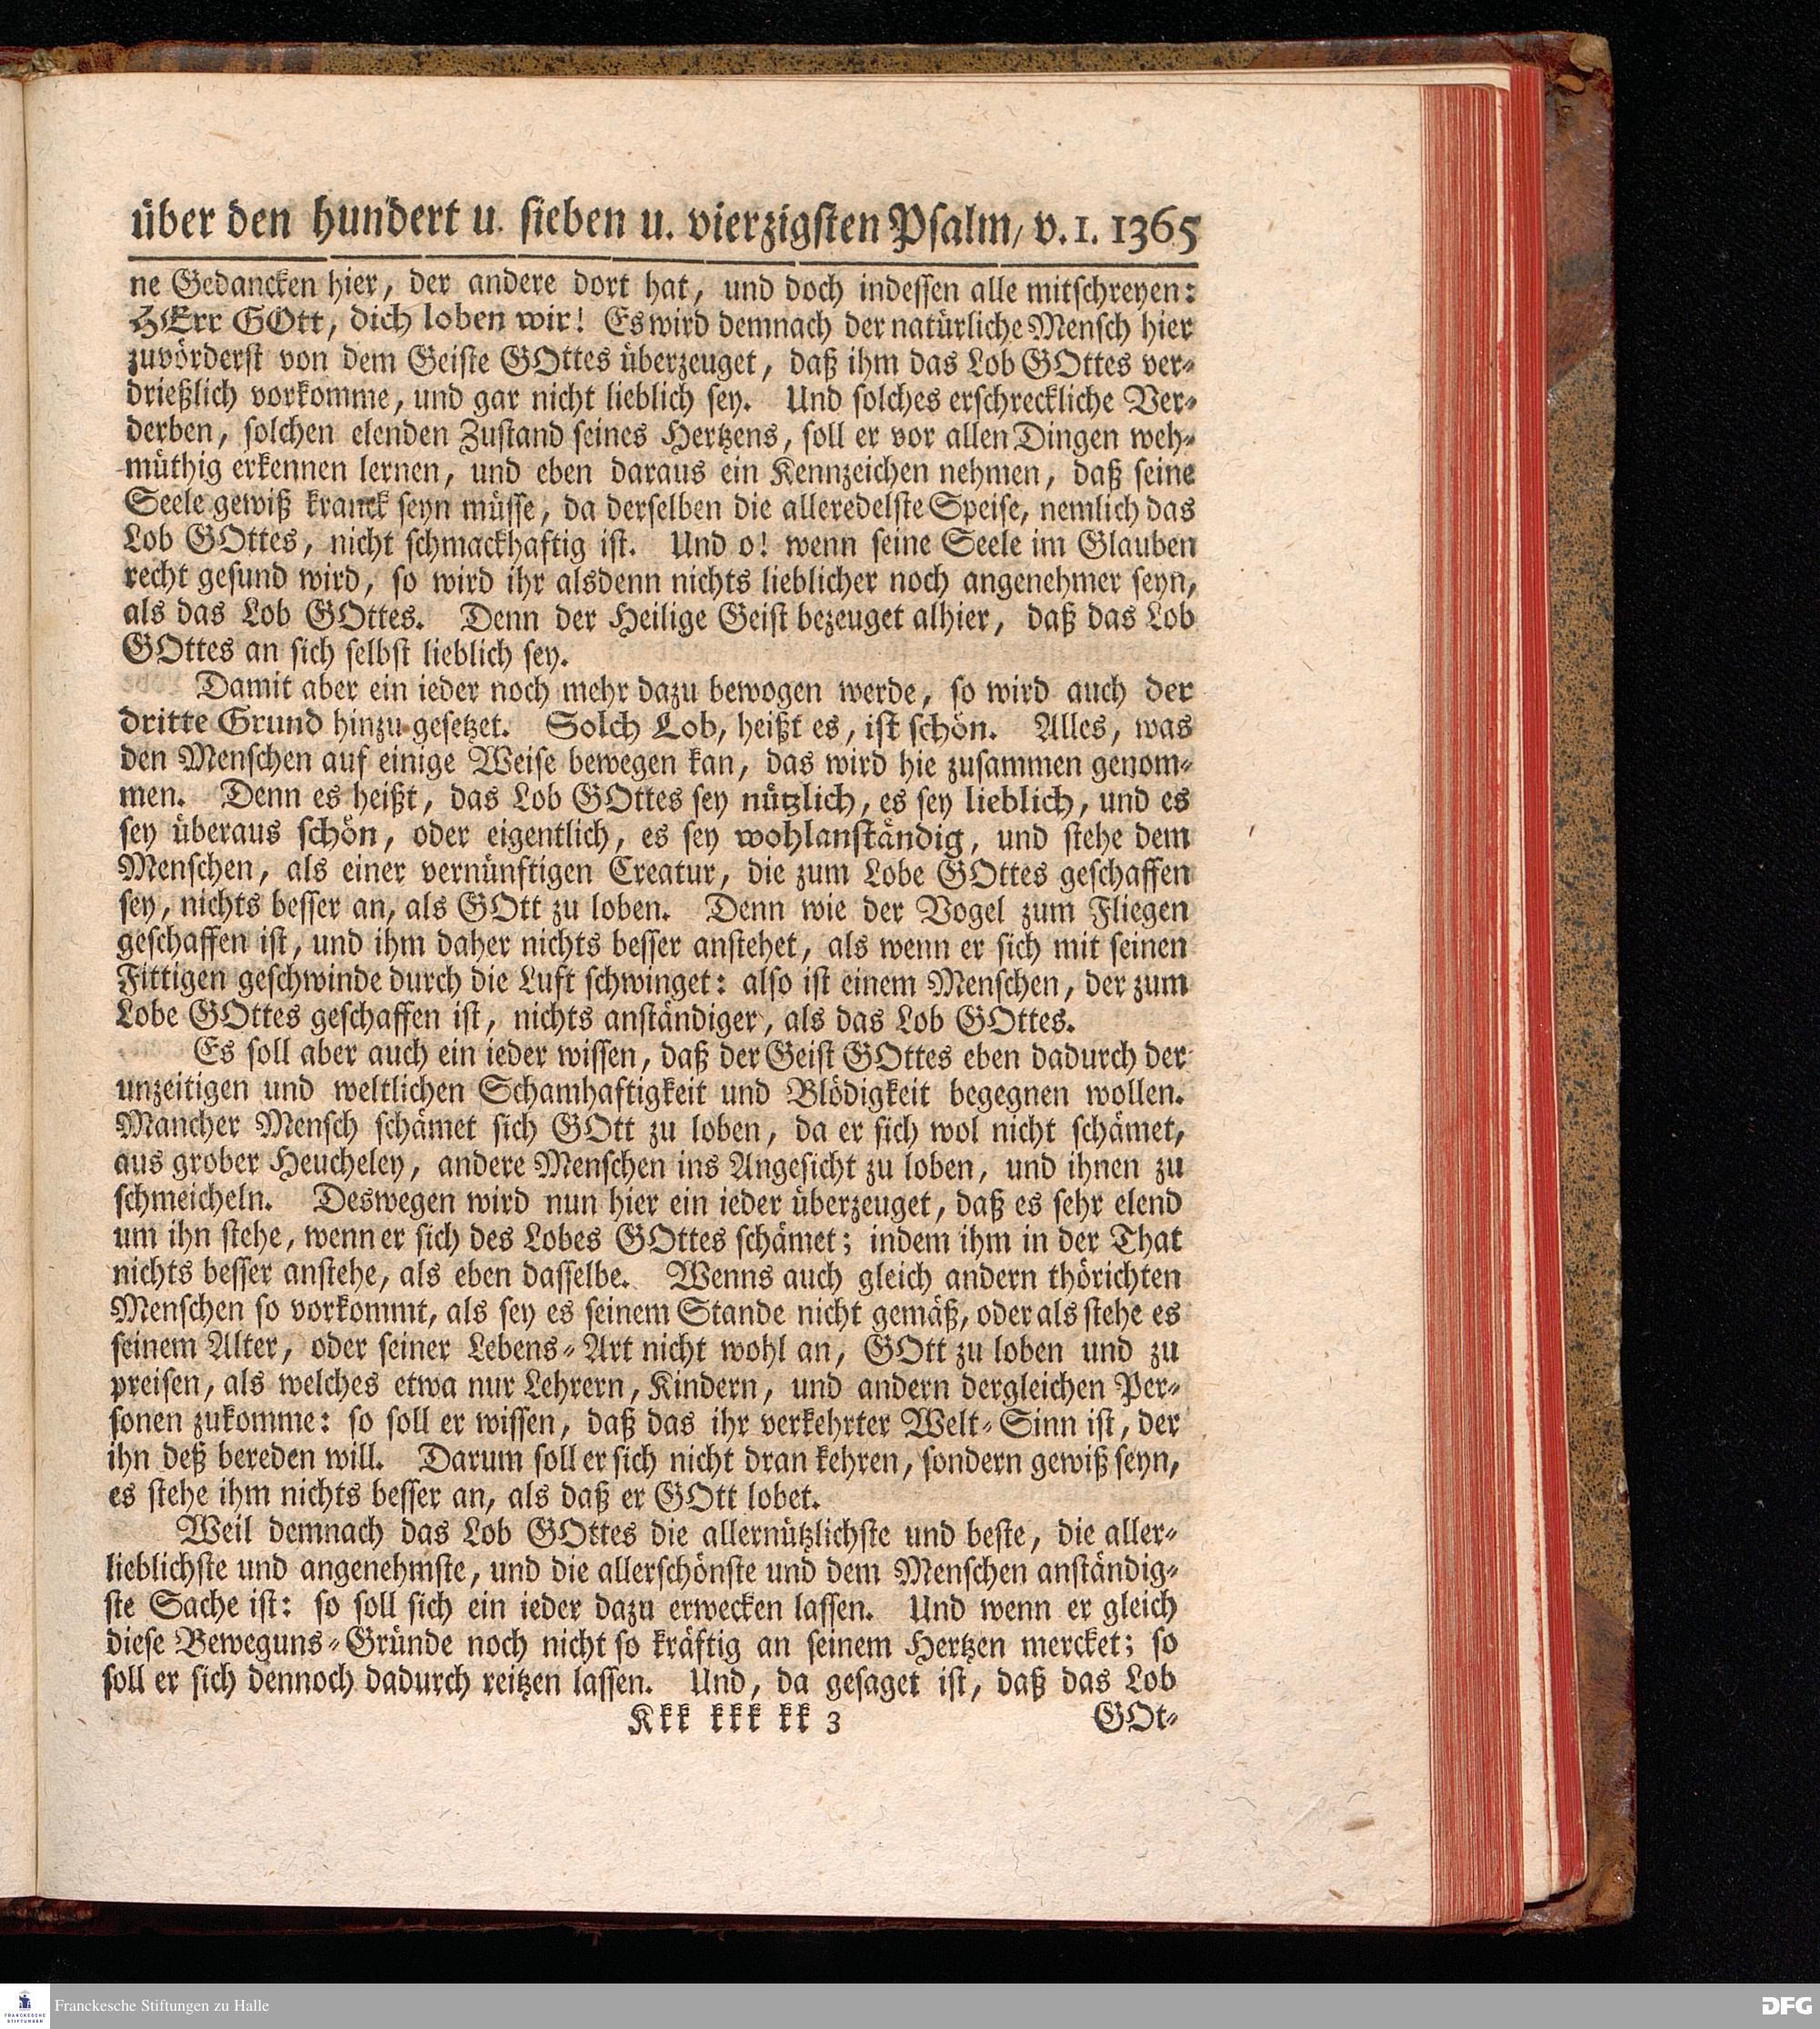 über den hundert u. sieben u. vierzigsten Psalm, v. 1. 1365
ne Gedancken hier, der andere dort hat, und doch indessen alle mitschreyen:
HErr GOtt, dich loben wir! Es wird demnach der natürliche Mensch hier
zuvörderst von dem Geiste GOttes überzeuget, daß ihm das Lob GOttes ver-
drießlich vorkomme, und gar nicht lieblich sey. Und solches erschreckliche Ver-
derben, solchen elenden Zustand seines Hertzens, soll er vor allen Dingen weh-
müthig erkennen lernen, und eben daraus ein Kennzeichen nehmen, daß seine
Seele gewiß kranck seyn müsse, da derselben die alleredelste Speise, nemlich das
Lob GOttes, nicht schmackhaftig ist. Und o! wenn seine Seele im Glauben
recht gesund wird, so wird ihr alsdenn nichts lieblicher noch angenehmer seyn,
als das Lob GOttes. Denn der Heilige Geist bezeuget alhier, daß das Lob
GOttes an sich selbst lieblich sey.
Damit aber ein ieder noch mehr dazu bewogen werde, so wird auch der
dritte Grund hinzu gesetzet. Solch Lob, heißt es, ist schön. Alles, was
den Menschen auf einige Weise bewegen kan, das wird hie zusammen genom-
men. Denn es heißt, das Lob GOttes sey nützlich, es sey lieblich, und es
sey überaus schön, oder eigentlich, es sey wohlanständig, und stehe dem
Menschen, als einer vernünftigen Creatur, die zum Lobe GOttes geschaffen
sey, nichts besser an, als GOtt zu loben. Denn wie der Vogel zum Fliegen
geschaffen ist, und ihm daher nichts besser anstehet, als wenn er sich mit seinen
Fittigen geschwinde durch die Luft schwinget: also ist einem Menschen, der zum
Lobe GOttes geschaffen ist, nichts anständiger, als das Lob GOttes.
Es soll aber auch ein ieder wissen, daß der Geist GOttes eben dadurch der
unzeitigen und weltlichen Schamhaftigkeit und Blödigkeit begegnen wollen.
Mancher Mensch schämet sich GOtt zu loben, da er sich wol nicht schämet,
aus grober Heucheley, andere Menschen ins Angesicht zu loben, und ihnen zu
schmeicheln. Deswegen wird nun hier ein ieder überzeuget, daß es sehr elend
um ihn stehe, wenn er sich des Lobes GOttes schämet; indem ihm in der That
nichts besser anstehe, als eben dasselbe. Wenns auch gleich andern thörichten
Menschen so vorkommt, als sey es seinem Stande nicht gemäß, oder als stehe es
seinem Alter, oder seiner Lebens-Art nicht wohl an, GOtt zu loben und zu
preisen, als welches etwa nur Lehrern, Kindern, und andern dergleichen Per-
sonen zukomme: so soll er wissen, daß das ihr verkehrter Welt-Sinn ist, der
ihn deß bereden will. Darum soll er sich nicht dran kehren, sondern gewiß seyn,
es stehe ihm nichts besser an, als daß er GOtt lobet.
Weil demnach das Lob GOttes die allernützlichste und beste, die aller-
lieblichste und angenehmste, und die allerschönste und dem Menschen anständig-
ste Sache ist: so soll sich ein ieder dazu erwecken lassen. Und wenn er gleich
diese Beweguns-Gründe noch nicht so kräftig an seinem Hertzen mercket; so
soll er sich dennoch dadurch reitzen lassen. Und, da gesaget ist, daß das Lob
Kkk kkk kk 3 GOt-
FRANCKESCHE STIFTUNGEN
Franckesche Stiftungen zu Halle
DFG